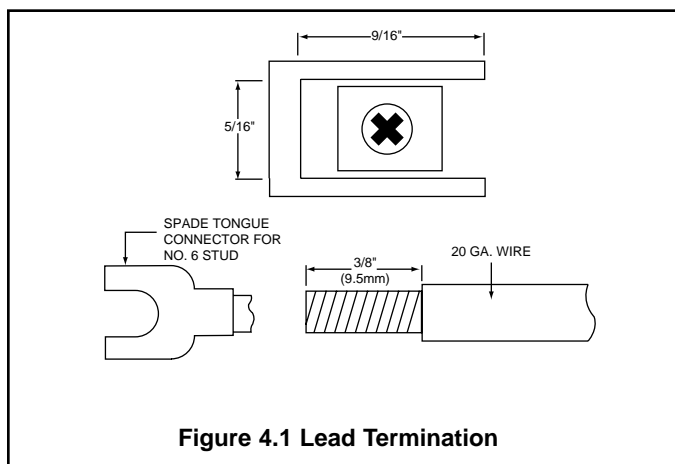 9/16"
5/16"
SPADE TONGUE
CONNECTOR FOR
NO. 6 STUD
3/8"
(9.5mm)
20 GA. WIRE
Figure 4.1 Lead Termination